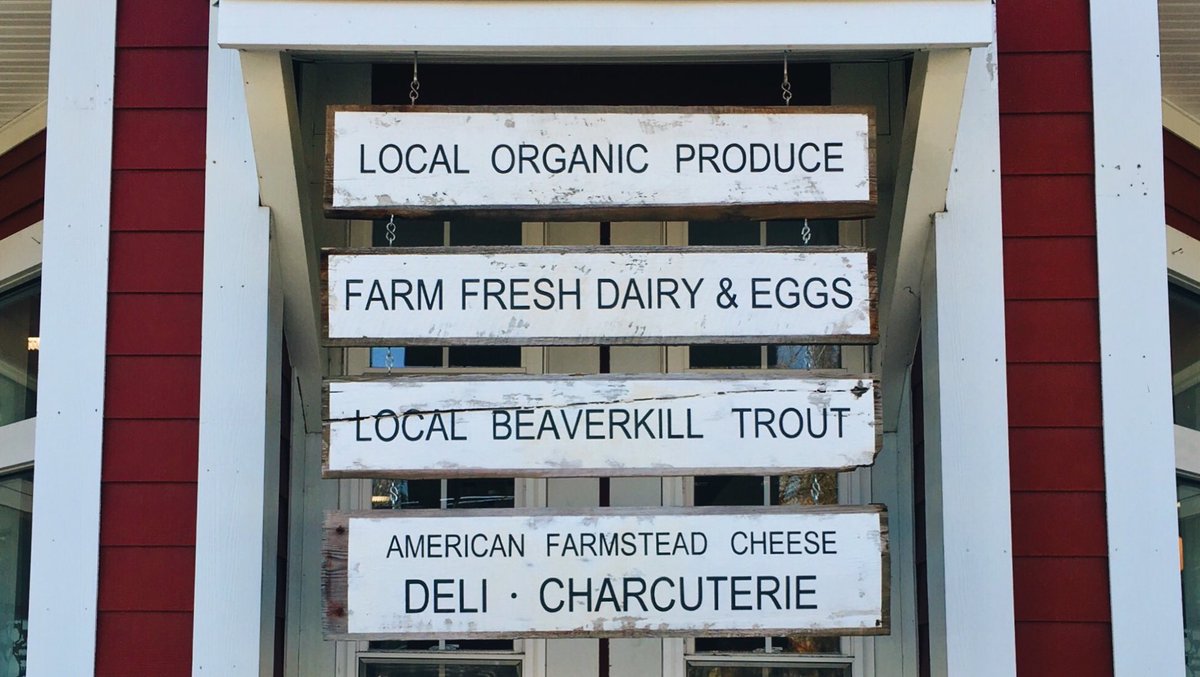 LOCAL ORGANIC PRODUCE
FARM FRESH DAIRY & EGGS
LOCAL BEAVERKILL TROUT
AMERICAN FARMSTEAD CHEESE
DELI · CHARCUTERIE